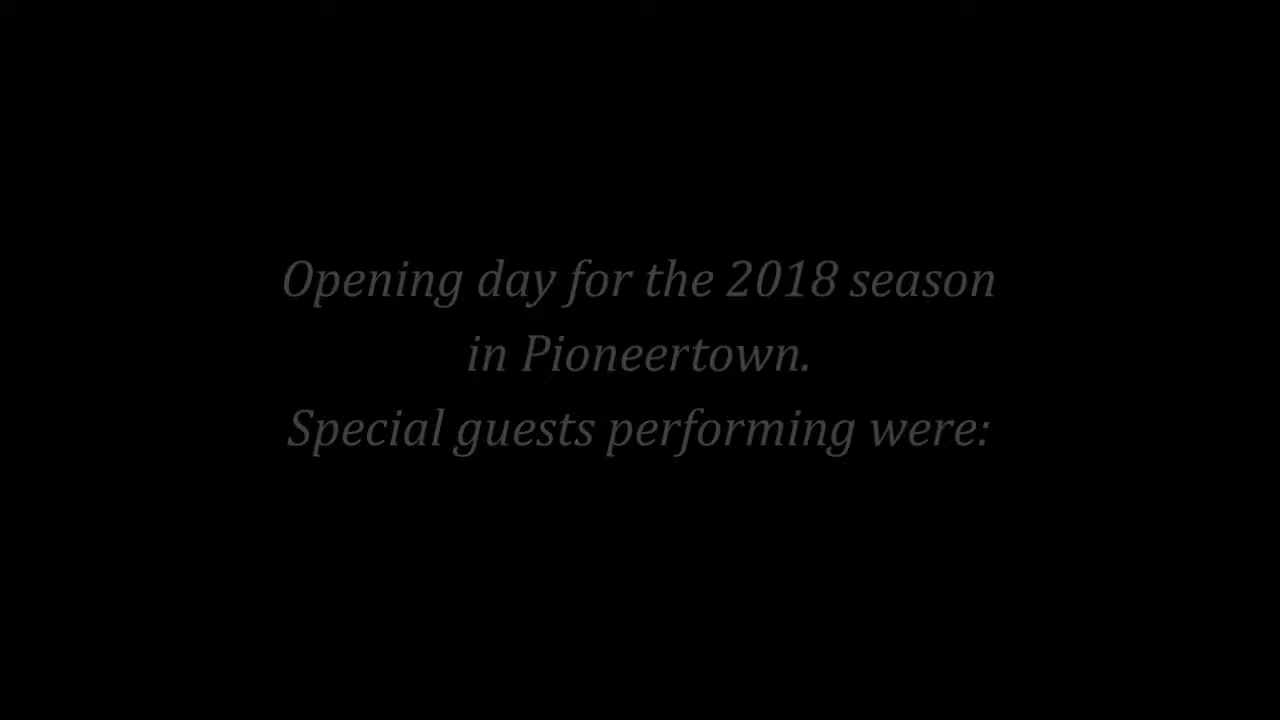 Opening day for the 2018 season
in Pioneertown.
Special guests performing were: